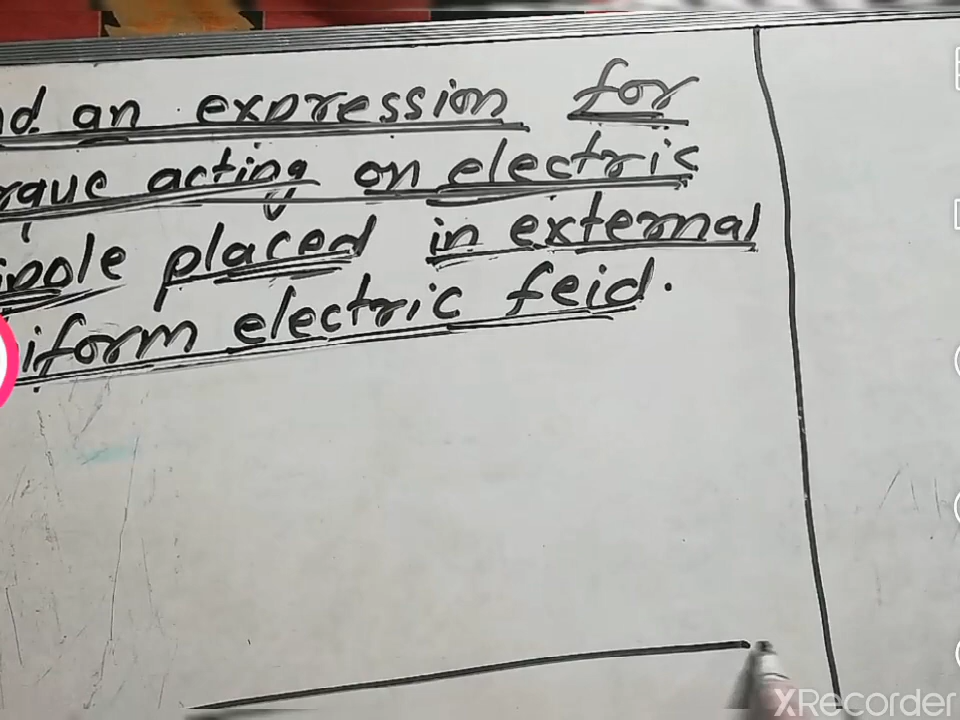 d an expression for
rque acting on electric
ipole placed in external
iform electric feid.
XRecorder